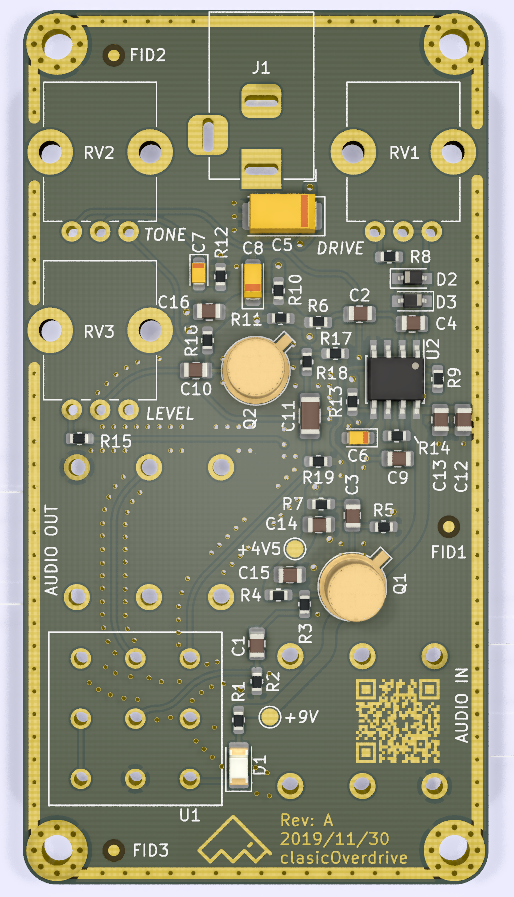 FID2
J1
RV2
RV1
TONE
DRIVE
C7
R12
C8
C5
R8
D2
D3
C16
R10
R11
R6
C2
C4
R10
R17
U2
RV3
R18
C10
R9
R13
Q2
C11
LEVEL
R15
C6
R14
C9
C13
C12
R19
R7
C3
C14
R5
+4V5
FID1
AUDIO OUT
C15
R4
Q1
R3
C1
R2
R1
+9V
AUDIO IN
D1
U1
Rev: A
2019/11/30
clasicOverdrive
FID3